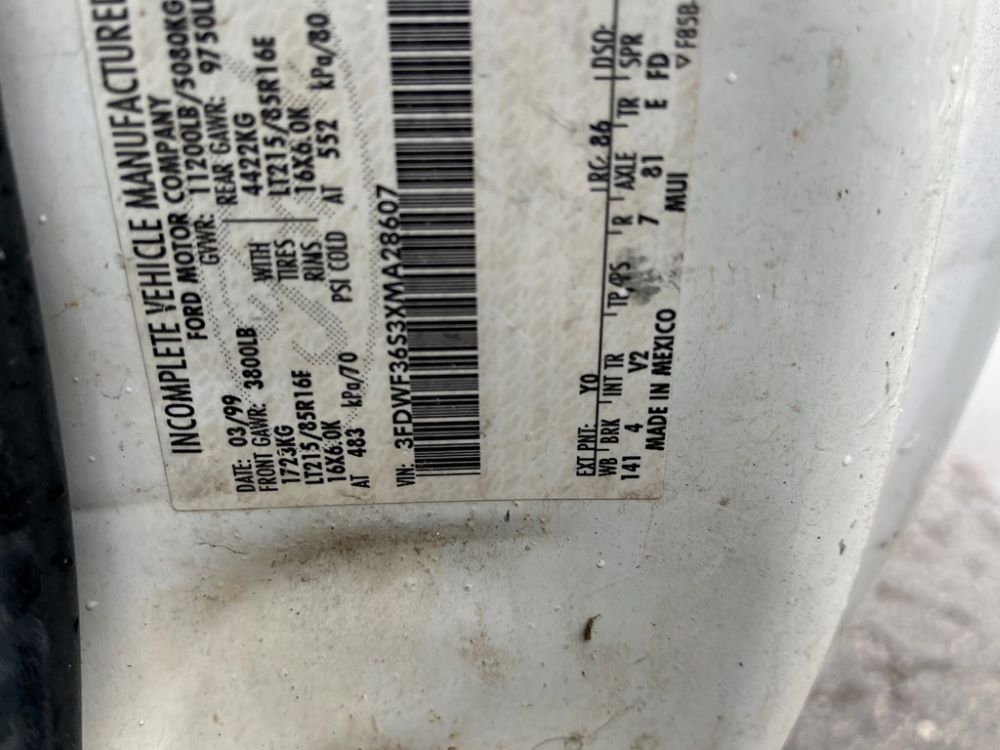 INCOMPLETE VEHICLE MANUFACTURED
FORD MOTOR COMPANY
DATE: 03/99 GVWR: 11200LB/5080KG
FRONT GAWR: 3800LB REAR GAWR: 9750LB
1723KG WITH 4422KG
LT215/85R16E TIRES LT215/85R16E
16X6.0K RINS 16X6.0K
AT 483 kPa/70 PSI COLD AT 552 kPa/80
VIN: 3FDWF36S3XMA28607
EXT PNT: YO RC: 86 DSO:
WB BRK INT TR TP/PS R AXLE TR SPR
141 4 V2 7 81 E FD
MADE IN MEXICO MUI ▽F85B-